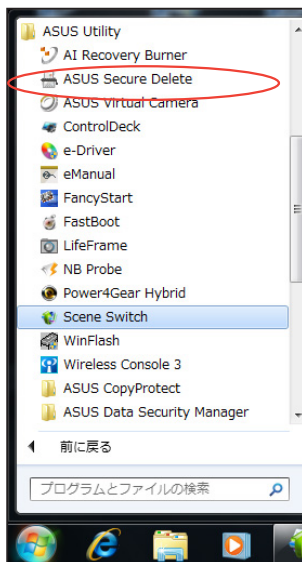 ASUS Utility
AI Recovery Burner
ASUS Secure Delete
ASUS Virtual Camera
ControlDeck
e-Driver
eManual
FancyStart
FastBoot
LifeFrame
NB Probe
Power4Gear Hybrid
Scene Switch
WinFlash
Wireless Console 3
ASUS CopyProtect
ASUS Data Security Manager
前に戻る
プログラムとファイルの検索